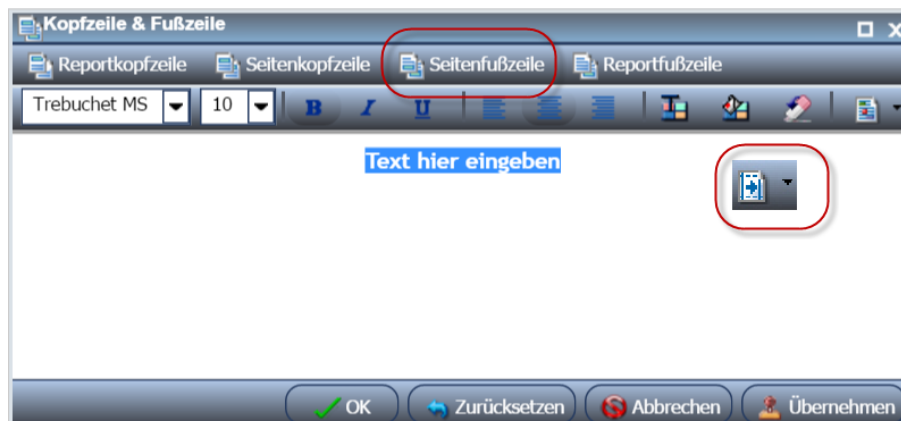 Kopfzeile & Fußzeile
Reportkopfzeile Seitenkopfzeile Seitenfußzeile Reportfußzeile
Trebuchet MS 10 B I U
Text hier eingeben
OK Zurücksetzen Abbrechen Übernehmen